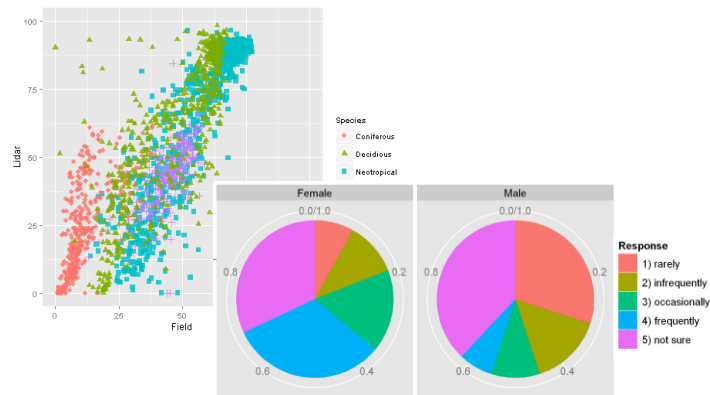 100
75
50
25
0
Lidar
0
25
50
75
Field
Species
Coniferous
Decidious
Neotropical
Female
0.0/1.0
0.2
0.4
0.6
0.8
Male
0.0/1.0
0.2
0.4
0.6
0.8
Response
1) rarely
2) infrequently
3) occasionally
4) frequently
5) not sure